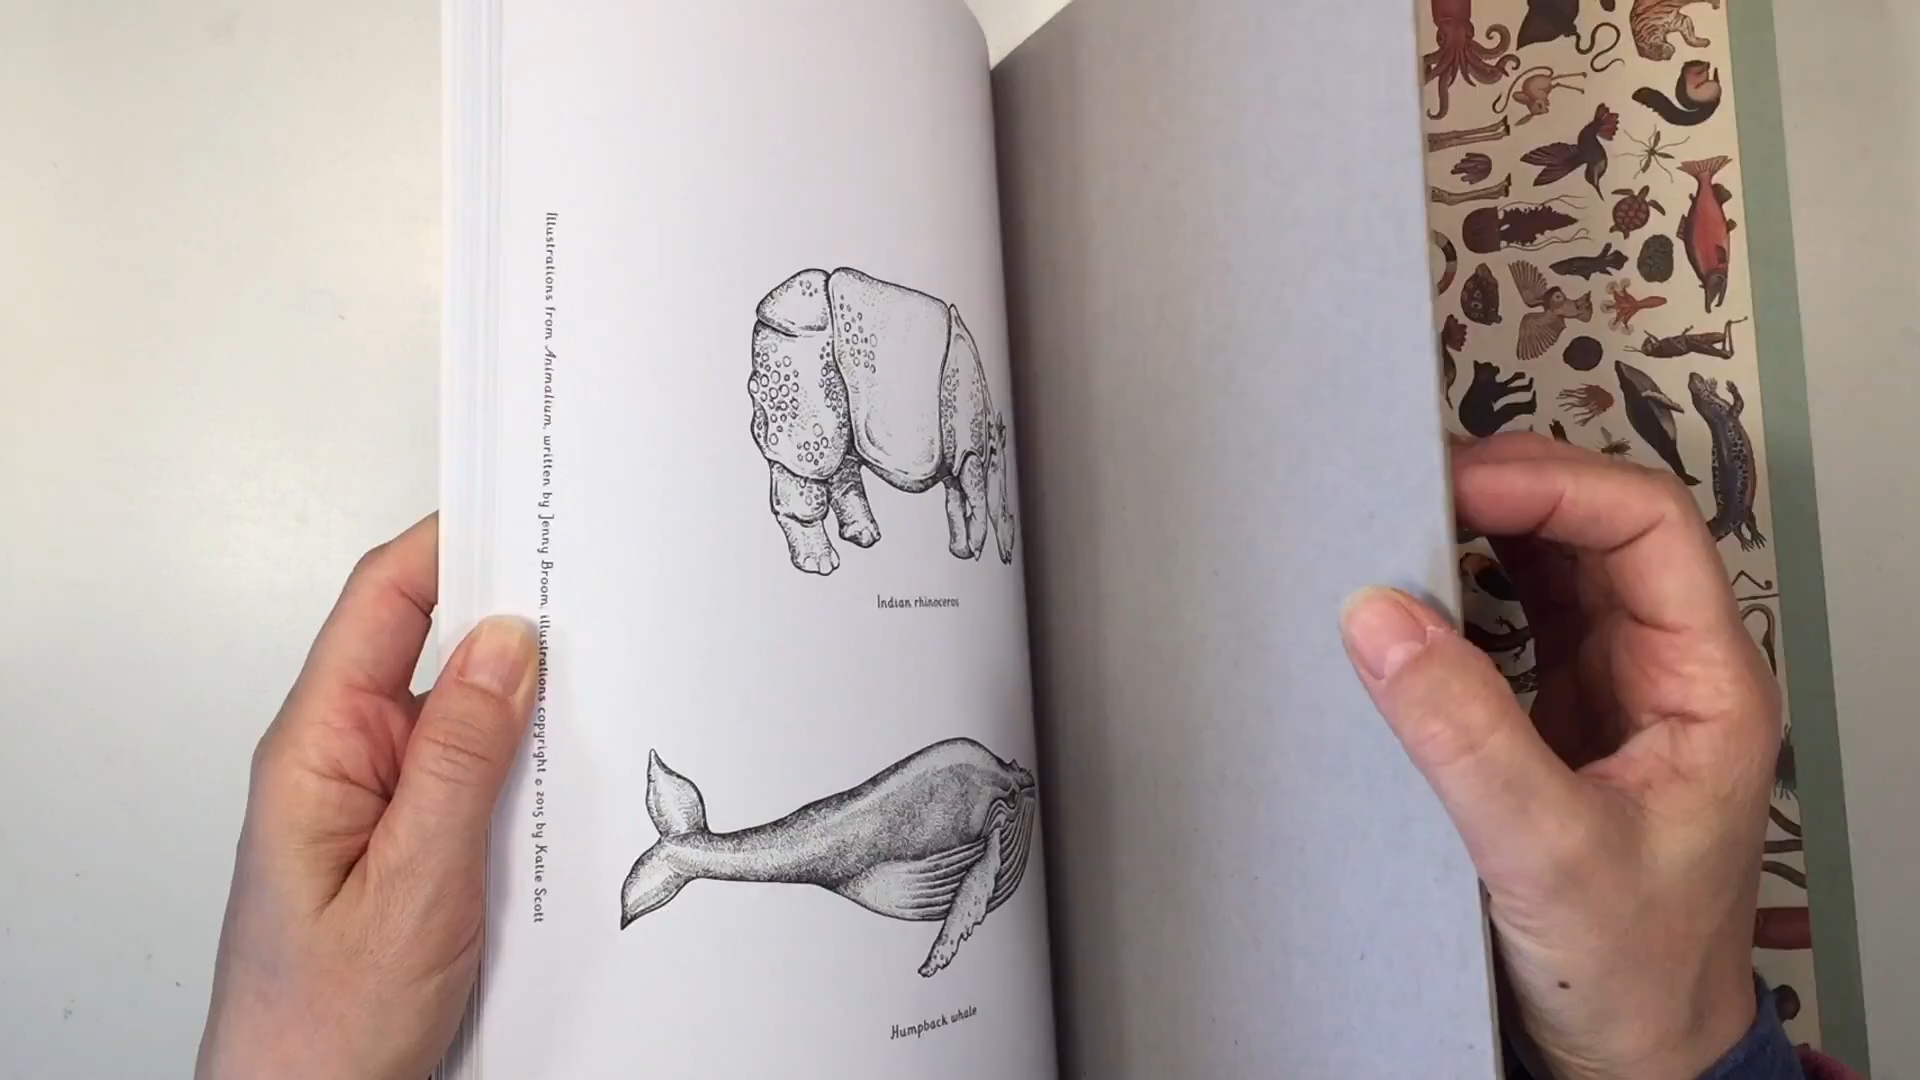 Illustrations from Animalium, written by Jenny Broom, illustrations copyright © 2015 by Katie Scott
Indian rhinoceros
Humpback whale